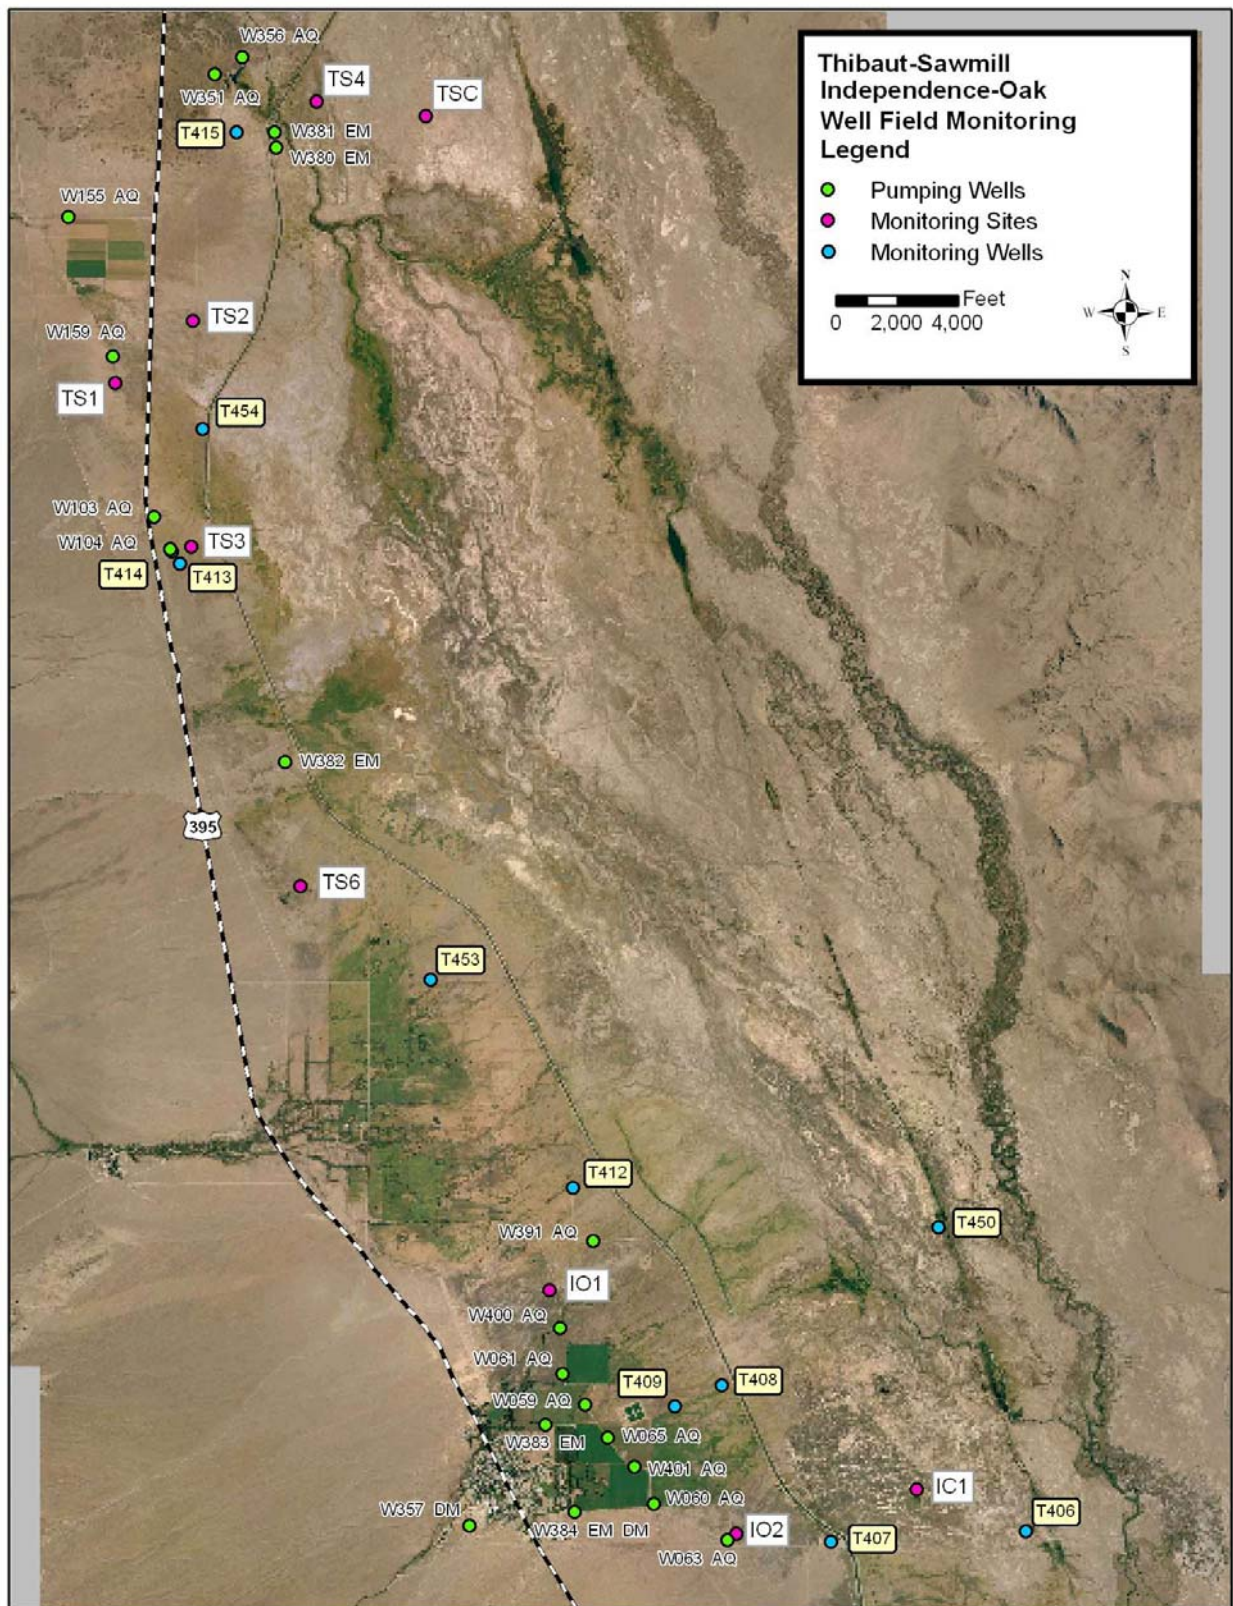 W356 AQ
Thibaut-Sawmill
Independence-Oak
Well Field Monitoring
Legend
TS4
TSC
W351 AQ
T415
W381 EM
W380 EM
Pumping Wells
W155 AQ
Monitoring Sites
Monitoring Wells
N
Feet
W E
0 2,000 4,000
S
TS2
W159 AQ
TS1
T454
W103 AQ
W104 AQ
TS3
T414
T413
W382 EM
395
TS6
T453
T412
T450
W391 AQ
IO1
W400 AQ
W061 AQ
T409
T408
W059 AQ
W383 EM
W065 AQ
W401 AQ
IC1
W060 AQ
W357 DM
W384 EM DM
IO2
T406
T407
W063 AQ